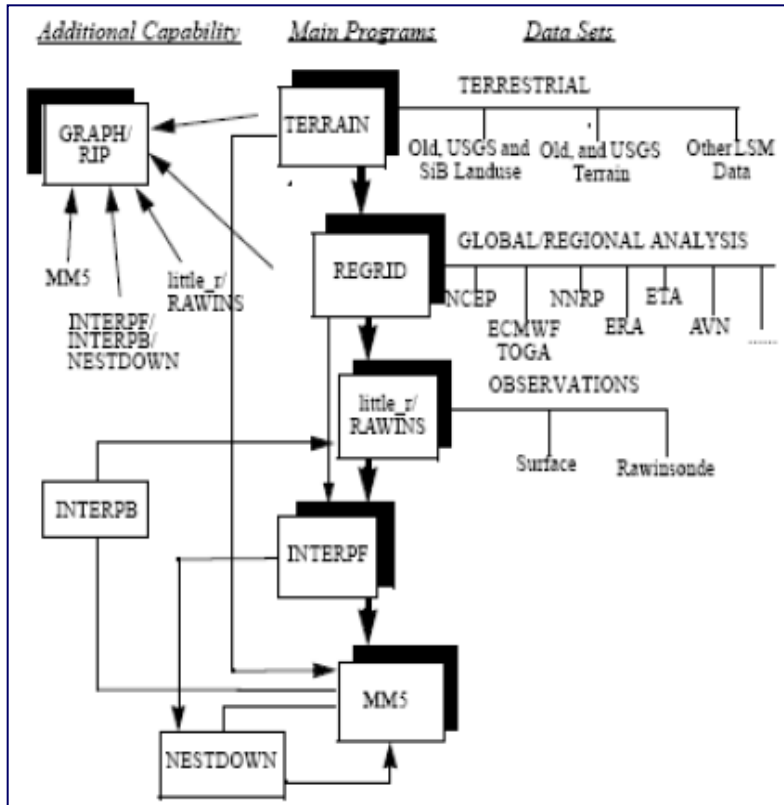 Additional Capability
Main Programs
Data Sets
TERRESTRIAL
GRAPH/
RIP
TERRAIN
Old, USGS and
SiB Landuse
Old, and USGS
Terrain
Other LSM
Data
GLOBAL/REGIONAL ANALYSIS
REGRID
MM5
little_r/
RAWINS
INTERPF/
INTERPB/
NESTDOWN
NCEP
ECMWF
TOGA
NNRP
ERA
ETA
AVN
......
OBSERVATIONS
little_r/
RAWINS
Surface
Rawinsonde
INTERPB
INTERPF
MM5
NESTDOWN